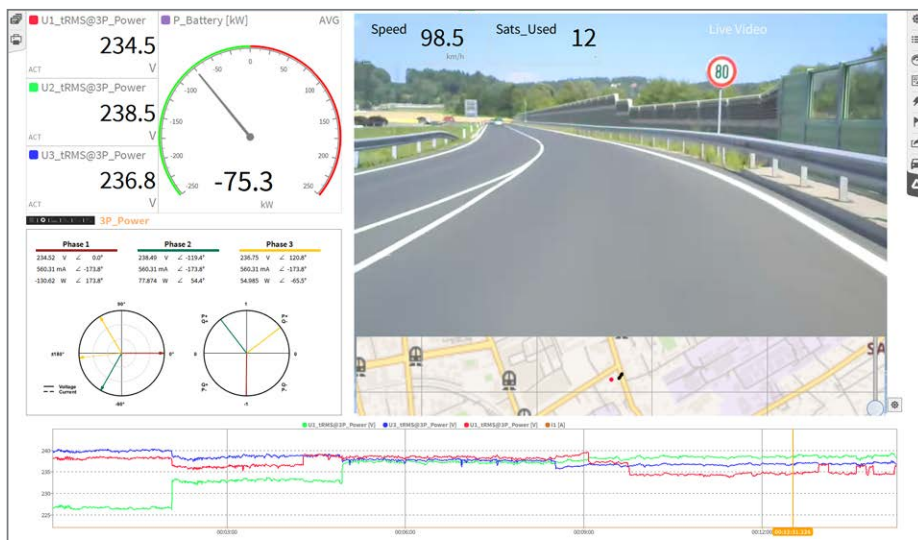 U1_tRMS@3P_Power
234.5
ACT
V
U2_tRMS@3P_Power
238.5
ACT
V
U3_tRMS@3P_Power
236.8
ACT
V
P_Battery [kW]
AVG
-50
0
50
-100
100
-150
150
-200
200
-250
250
-75.3
kW
Speed
98.5
km/h
Sats_Used
12
Live Video
80
3P_Power
Phase 1
Phase 2
Phase 3
234.52 V ∠ 0.0°
238.49 V ∠ -119.4°
236.75 V ∠ 120.8°
560.31 mA ∠ -173.8°
560.31 mA ∠ -173.8°
560.31 mA ∠ -173.8°
-130.62 W ∠ 173.8°
77.874 W ∠ 54.4°
54.985 W ∠ -65.5°
90°
±180°
0°
-90°
Voltage
Current
1
0
0
-1
S A
U1_tRMS@3P_Power [V]
U3_tRMS@3P_Power [V]
U1_tRMS@3P_Power [V]
I1 [A]
240
235
230
225
00:03:00
00:06:00
00:09:00
00:12:00